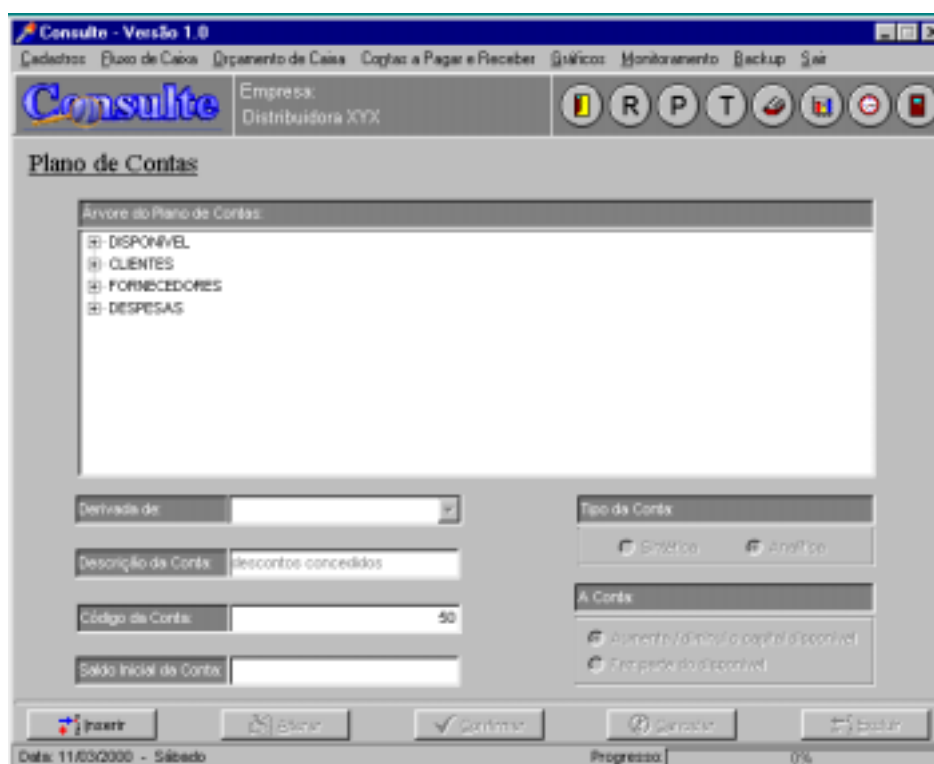 Consulte - Versão 1.0
Cadastros Fluxo de Caixa Orçamento de Caixa Contas a Pagar e Receber Gráficos Monitoramento Backup Sair
Consulte
Empresa:
Distribuidora XYX
R P T
Plano de Contas
Árvore do Plano de Contas:
DISPONIVEL
CLIENTES
FORNECEDORES
DESPESAS
Derivada de:
Tipo da Conta:
Sintético Analítico
Descrição da Conta: descontos concedidos
A Conta:
Código da Conta: 50
Aumenta / diminui o capital disponível
Faz parte do disponível
Saldo Inicial da Conta:
Inserir Alterar Confirmar Cancelar Excluir
Data: 11/03/2000 - Sábado Progresso: 0%